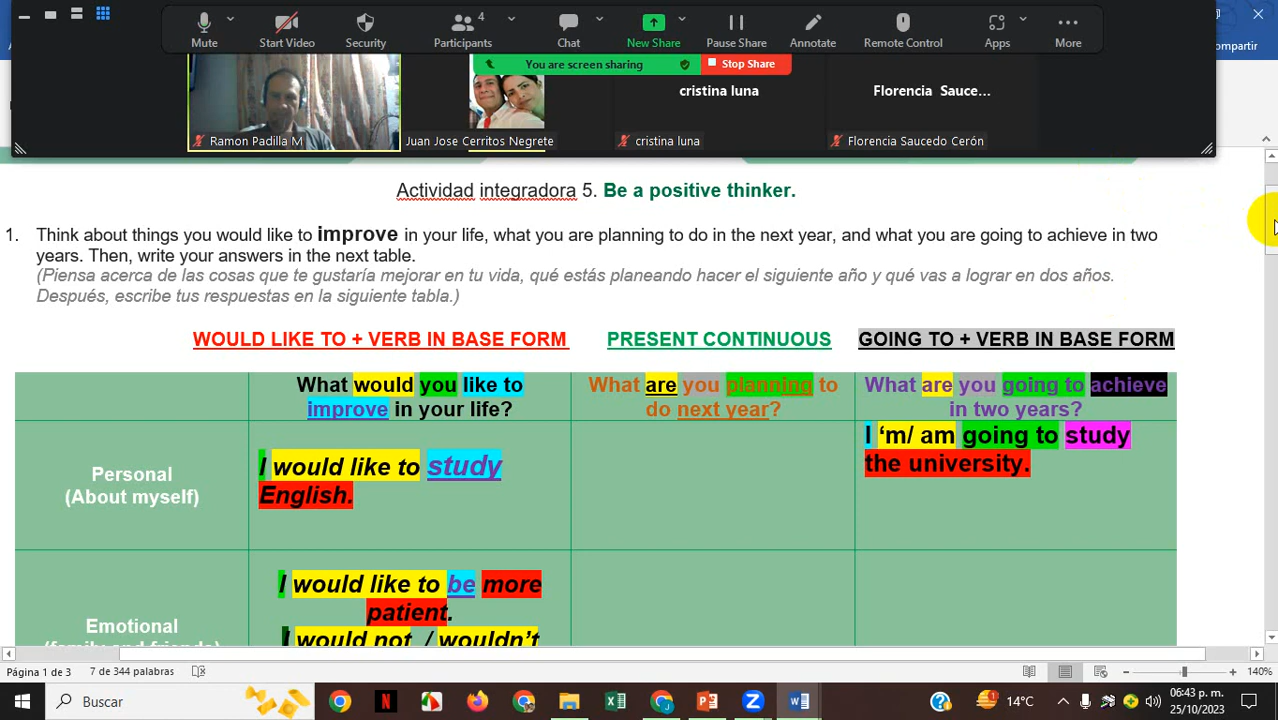 4
Mute
Start Video
Security
Participants
Chat
New Share
Pause Share
Annotate
Remote Control
Apps
More
You are screen sharing
Stop Share
ompartir
cristina luna
Florencia Sauce...
Ramon Padilla M
Juan Jose Cerritos Negrete
cristina luna
Florencia Saucedo Cerón
Actividad integradora 5. Be a positive thinker.
1. Think about things you would like to improve in your life, what you are planning to do in the next year, and what you are going to achieve in two
years. Then, write your answers in the next table.
(Piensa acerca de las cosas que te gustaría mejorar en tu vida, qué estás planeando hacer el siguiente año y qué vas a lograr en dos años.
Después, escribe tus respuestas en la siguiente tabla.)
WOULD LIKE TO + VERB IN BASE FORM
PRESENT CONTINUOUS
GOING TO + VERB IN BASE FORM
What would you like to
improve in your life?
What are you planning to
do next year?
What are you going to achieve
in two years?
Personal
(About myself)
I would like to study
English.
I ‘m/ am going to study
the university.
Emotional
(family and friends)
I would like to be more
patient.
I would not / wouldn’t
Página 1 de 3
7 de 344 palabras
140%
Buscar
14°C
06:43 p. m.
25/10/2023